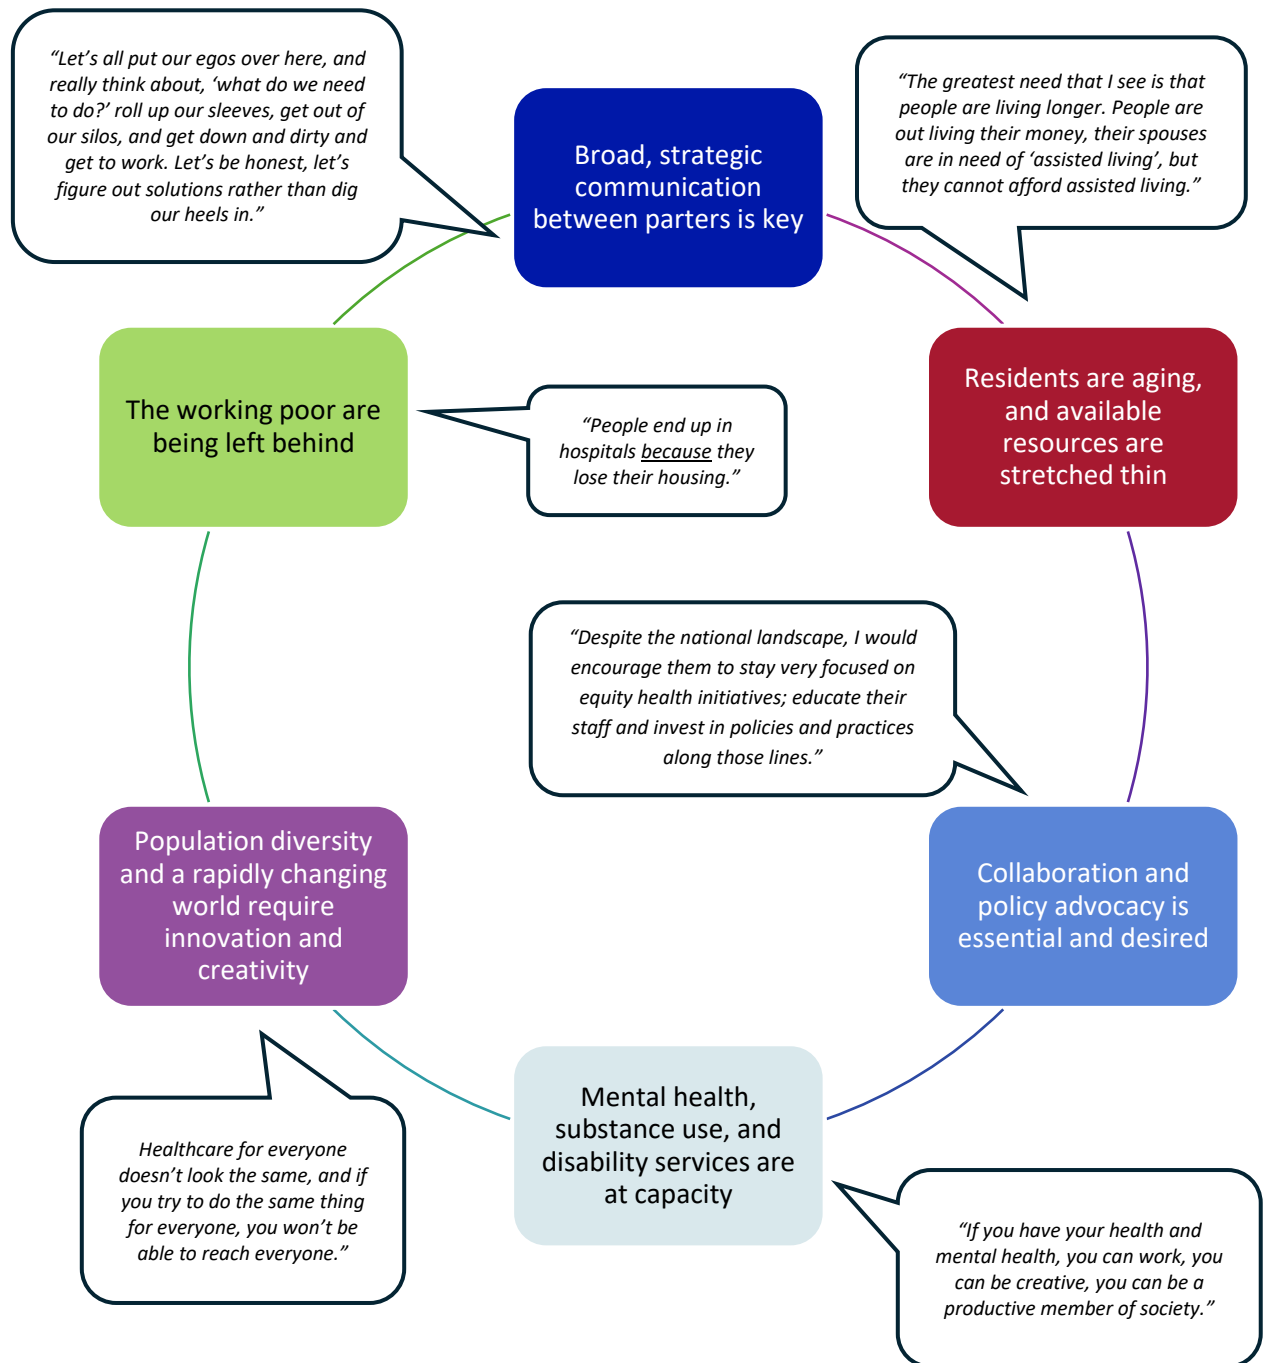 “Let’s all put our egos over here, and
really think about, ‘what do we need
to do?’ roll up our sleeves, get out of
our silos, and get down and dirty and
get to work. Let’s be honest, let’s
figure out solutions rather than dig
our heels in.”
Broad, strategic
communication
between parters is key
“The greatest need that I see is that
people are living longer. People are
out living their money, their spouses
are in need of ‘assisted living’, but
they cannot afford assisted living.”
The working poor are
being left behind
“People end up in
hospitals because they
lose their housing.”
Residents are aging,
and available
resources are
stretched thin
“Despite the national landscape, I would
encourage them to stay very focused on
equity health initiatives; educate their
staff and invest in policies and practices
along those lines.”
Population diversity
and a rapidly changing
world require
innovation and
creativity
Collaboration and
policy advocacy is
essential and desired
Mental health,
substance use, and
disability services are
at capacity
Healthcare for everyone
doesn’t look the same, and if
you try to do the same thing
for everyone, you won’t be
able to reach everyone.”
“If you have your health and
mental health, you can work, you
can be creative, you can be a
productive member of society.”